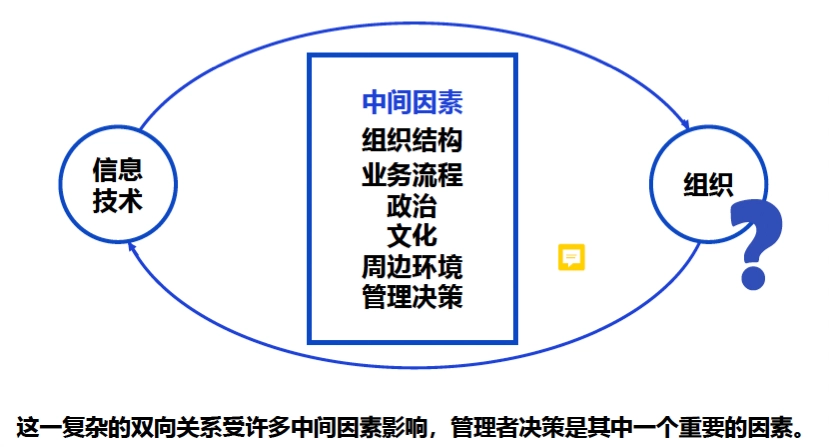 信息
技术
中间因素
组织结构
业务流程
政治
文化
周边环境
管理决策
组织
?
这一复杂的双向关系受许多中间因素影响，管理者决策是其中一个重要的因素。